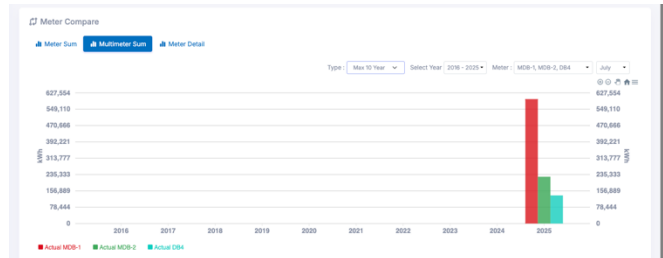 Meter Compare
Meter Sum Multimeter Sum Meter Detail
Type : Max 10 Year Select Year 2016 - 2025 Meter : MDB-1, MDB-2, DB4 July
627,554 627,554
549,110 549,110
470,666 470,666
392,221 392,221
kWh kWh
313,777 313,777
235,333 235,333
156,889 156,889
78,444 78,444
0 0
2016 2017 2018 2019 2020 2021 2022 2023 2024 2025
Actual MDB-1 Actual MDB-2 Actual DB4